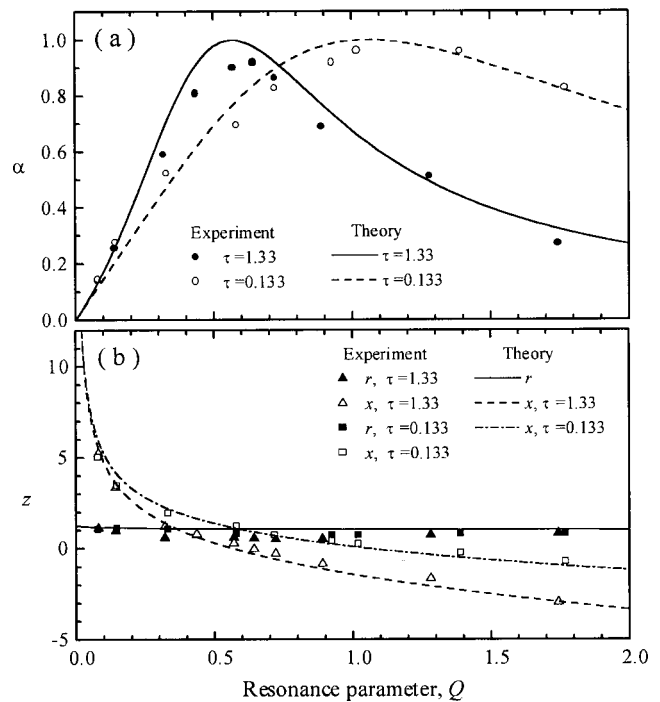 ( a )
1.0
0.8
0.6
0.4
0.2
0.0
α
Experiment Theory
τ=1.33 τ=1.33
τ=0.133 τ=0.133
( b )
10
5
0
-5
z
Experiment Theory
r, τ=1.33 r
x, τ=1.33 x, τ=1.33
r, τ=0.133 x, τ=0.133
x, τ=0.133
0.0 0.5 1.0 1.5 2.0
Resonance parameter, Q